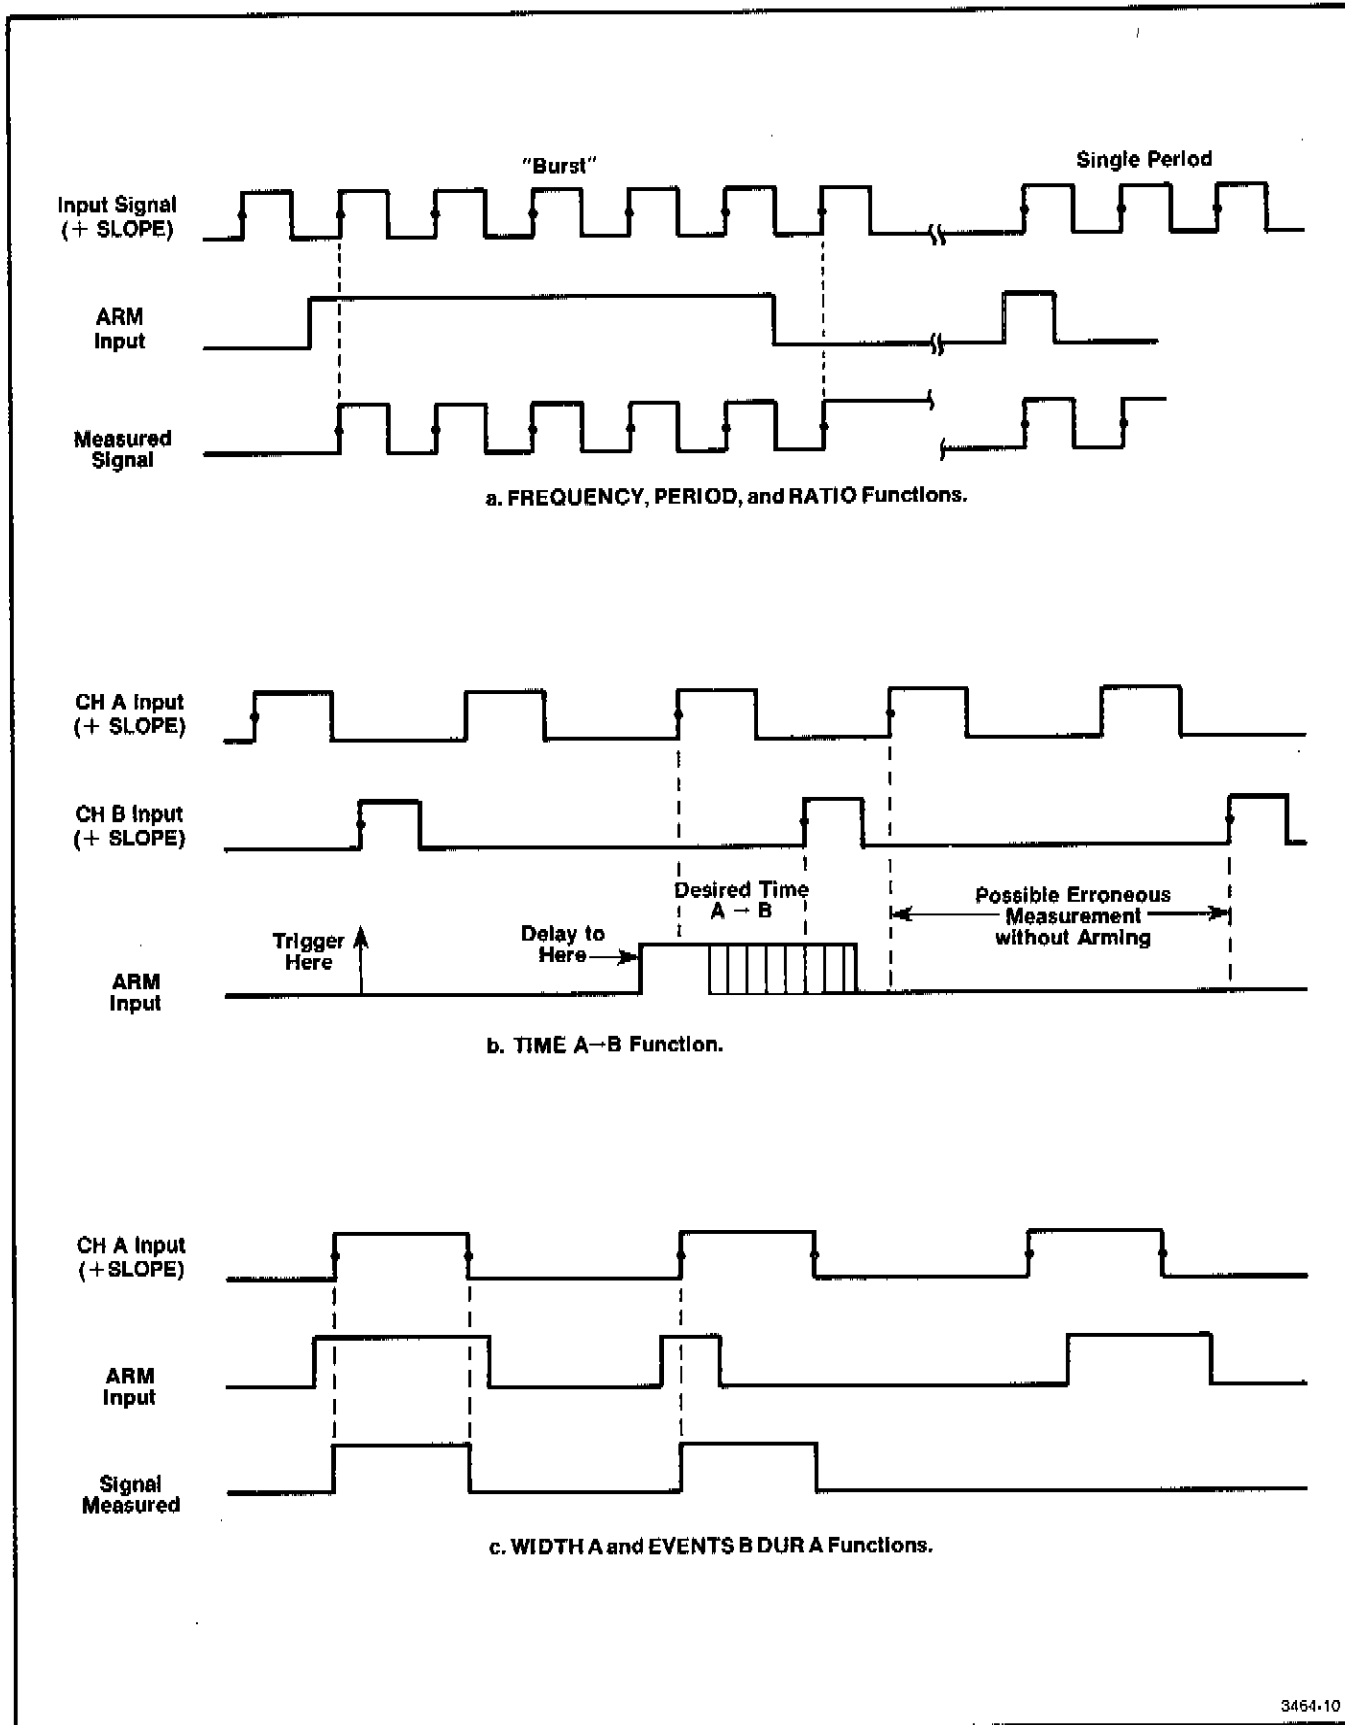 "Burst"
Single Period
Input Signal
(+ SLOPE)
ARM
Input
Measured
Signal
a. FREQUENCY, PERIOD, and RATIO Functions.
CH A Input
(+ SLOPE)
CH B Input
(+ SLOPE)
Desired Time
A → B
Possible Erroneous
Measurement
without Arming
Trigger
Here
Delay to
Here
ARM
Input
b. TIME A→B Function.
CH A Input
(+SLOPE)
ARM
Input
Signal
Measured
c. WIDTH A and EVENTS B DUR A Functions.
3464-10